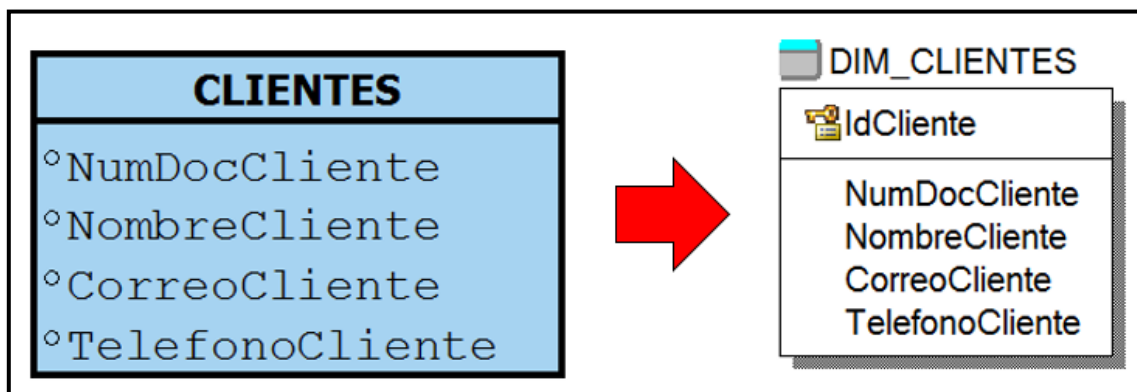 CLIENTES
°NumDocCliente
°NombreCliente
°CorreoCliente
°TelefonoCliente
DIM_CLIENTES
IdCliente
NumDocCliente
NombreCliente
CorreoCliente
TelefonoCliente